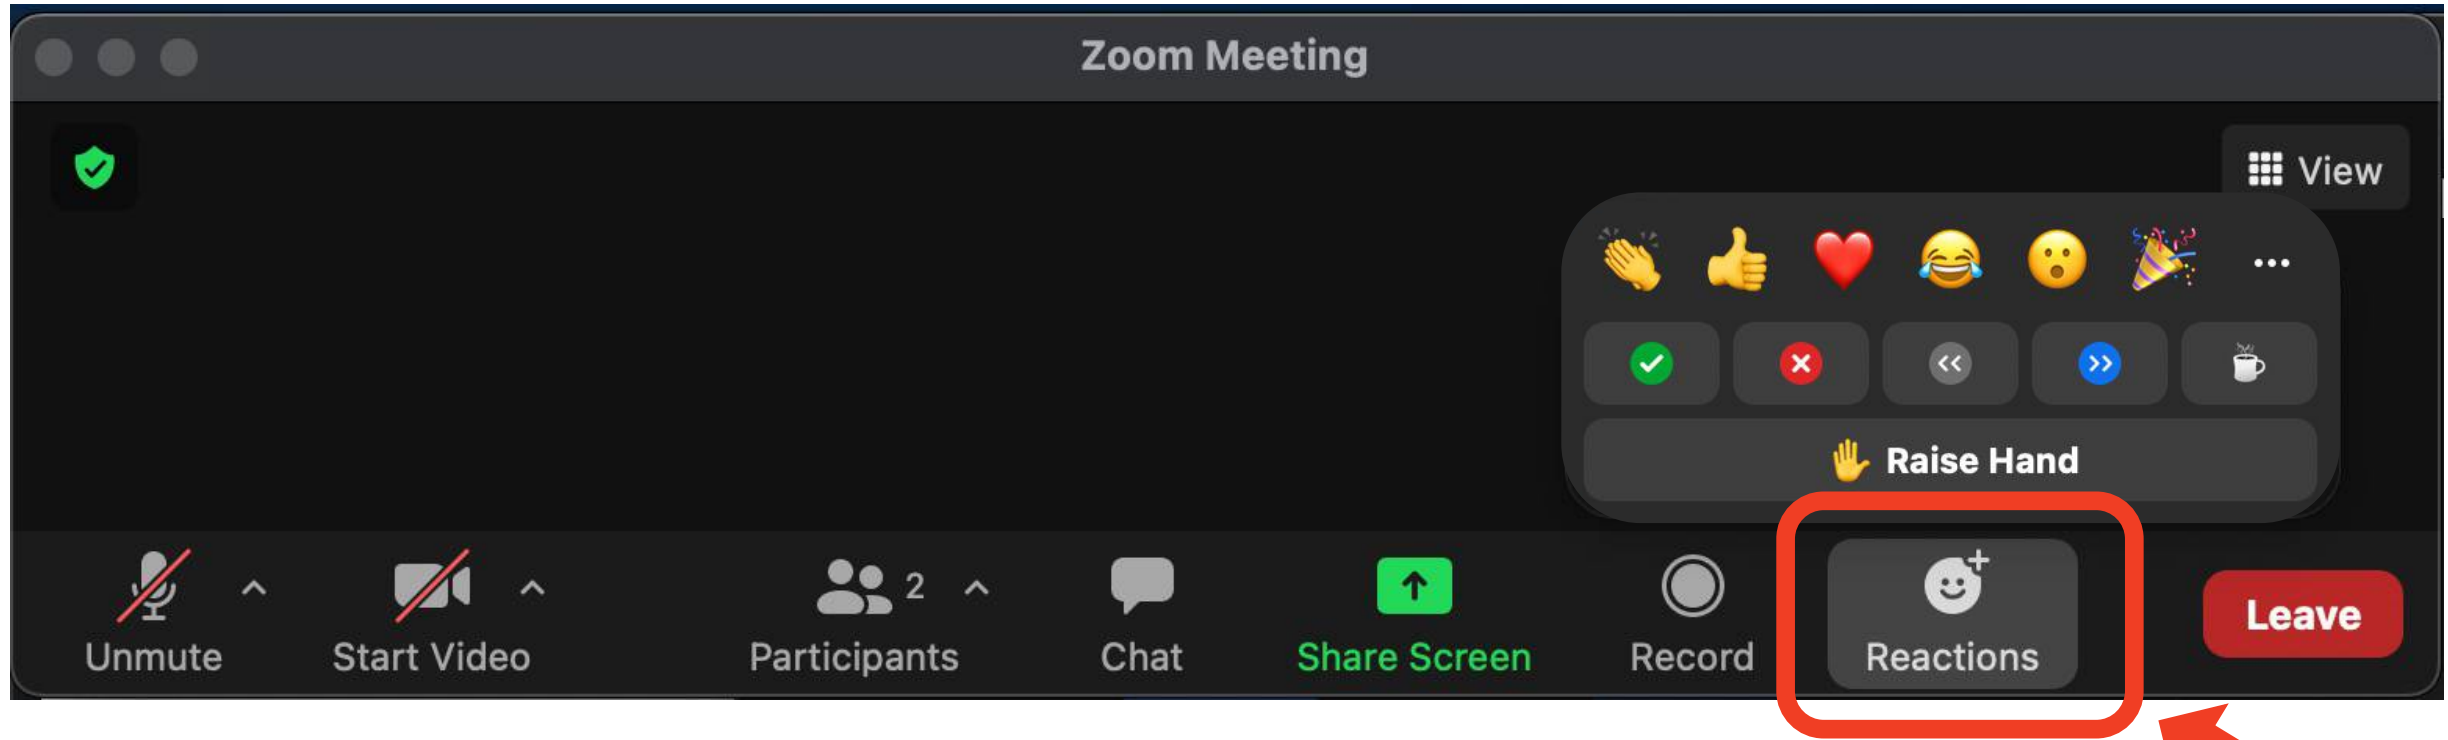 Zoom Meeting
View
Raise Hand
2
Unmute
Start Video
Participants
Chat
Share Screen
Record
Reactions
Leave